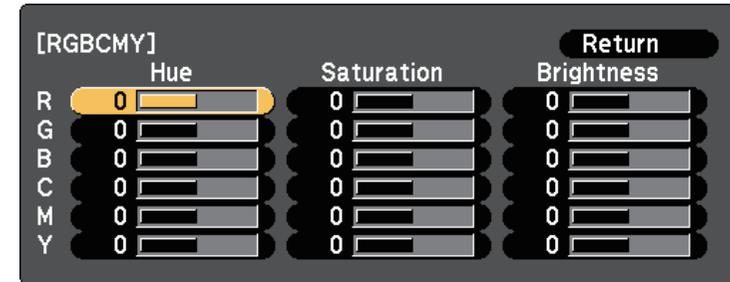 [RGBCMY] Return
Hue Saturation Brightness
R 0 0 0
G 0 0 0
B 0 0 0
C 0 0 0
M 0 0 0
Y 0 0 0